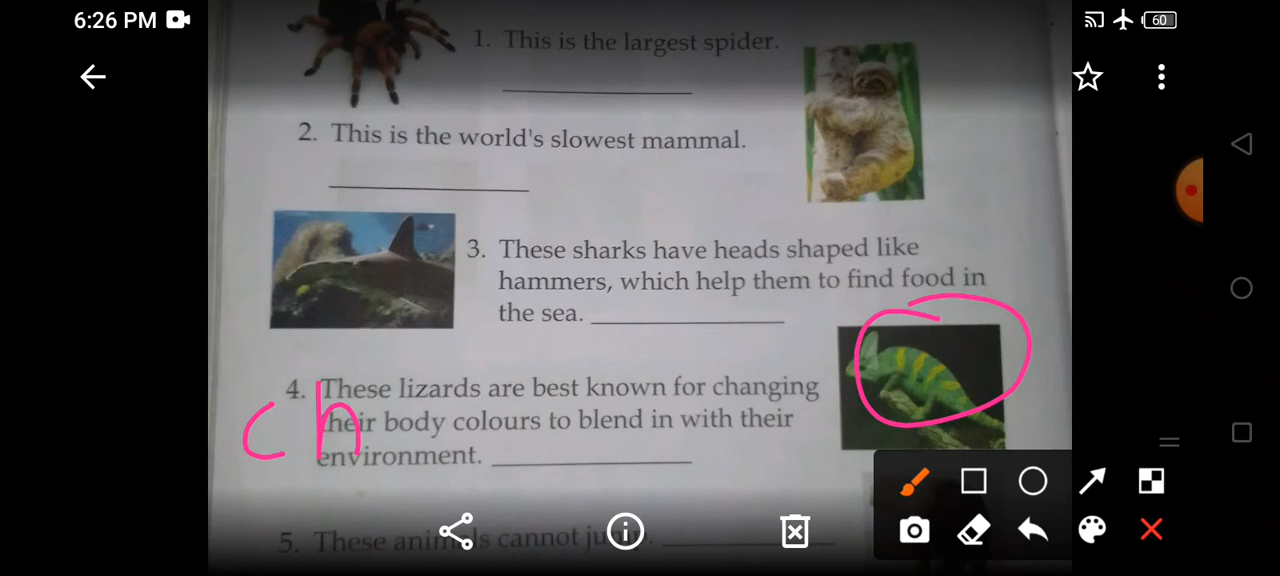 6:26 PM
60
1. This is the largest spider.
2. This is the world's slowest mammal.
3. These sharks have heads shaped like
hammers, which help them to find food in
the sea.
4. These lizards are best known for changing
their body colours to blend in with their
environment.
ch
5. These animals cannot jump.